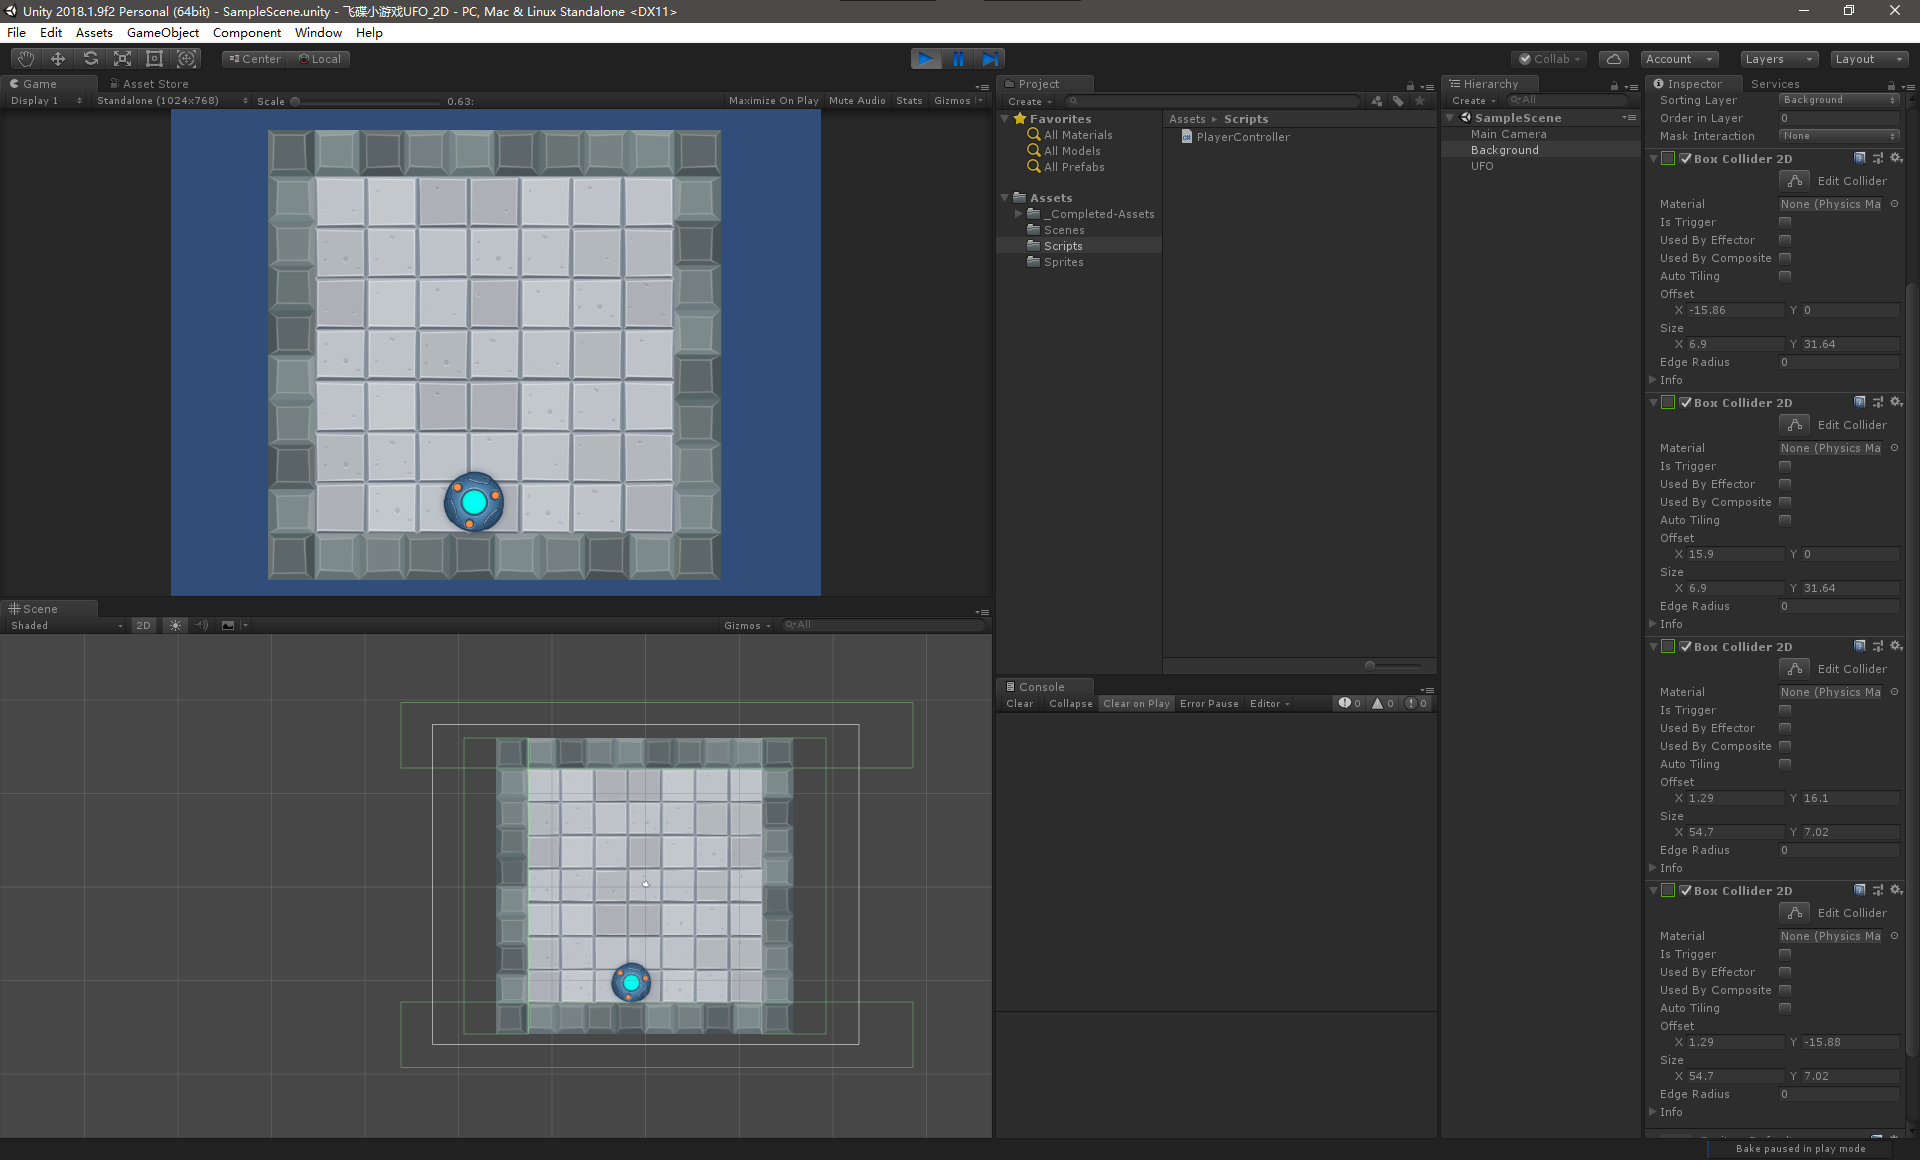 Unity 2018.1.9f2 Personal (64bit) - SampleScene.unity - 飞碟小游戏UFO_2D - PC, Mac & Linux Standalone <DX11>
File Edit Assets GameObject Component Window Help
Center Local Collab Account Layers Layout
Game Asset Store
Display 1 Standalone (1024x768) Scale 0.63: Maximize On Play Mute Audio Stats Gizmos
Scene
Shaded 2D Gizmos All
Project
Create
Favorites
All Materials
All Models
All Prefabs
Assets
_Completed-Assets
Scenes
Scripts
Sprites
Assets Scripts
PlayerController
Console
Clear Collapse Clear on Play Error Pause Editor 0 0 0
Hierarchy
Create All
SampleScene
Main Camera
Background
UFO
Inspector Services
Sorting Layer Background
Order in Layer 0
Mask Interaction None
Box Collider 2D
Edit Collider
Material None (Physics Ma
Is Trigger
Used By Effector
Used By Composite
Auto Tiling
Offset
X -15.86 Y 0
Size
X 6.9 Y 31.64
Edge Radius 0
Info
Box Collider 2D
Edit Collider
Material None (Physics Ma
Is Trigger
Used By Effector
Used By Composite
Auto Tiling
Offset
X 15.9 Y 0
Size
X 6.9 Y 31.64
Edge Radius 0
Info
Box Collider 2D
Edit Collider
Material None (Physics Ma
Is Trigger
Used By Effector
Used By Composite
Auto Tiling
Offset
X 1.29 Y 16.1
Size
X 54.7 Y 7.02
Edge Radius 0
Info
Box Collider 2D
Edit Collider
Material None (Physics Ma
Is Trigger
Used By Effector
Used By Composite
Auto Tiling
Offset
X 1.29 Y -15.88
Size
X 54.7 Y 7.02
Edge Radius 0
Info
Bake paused in play mode